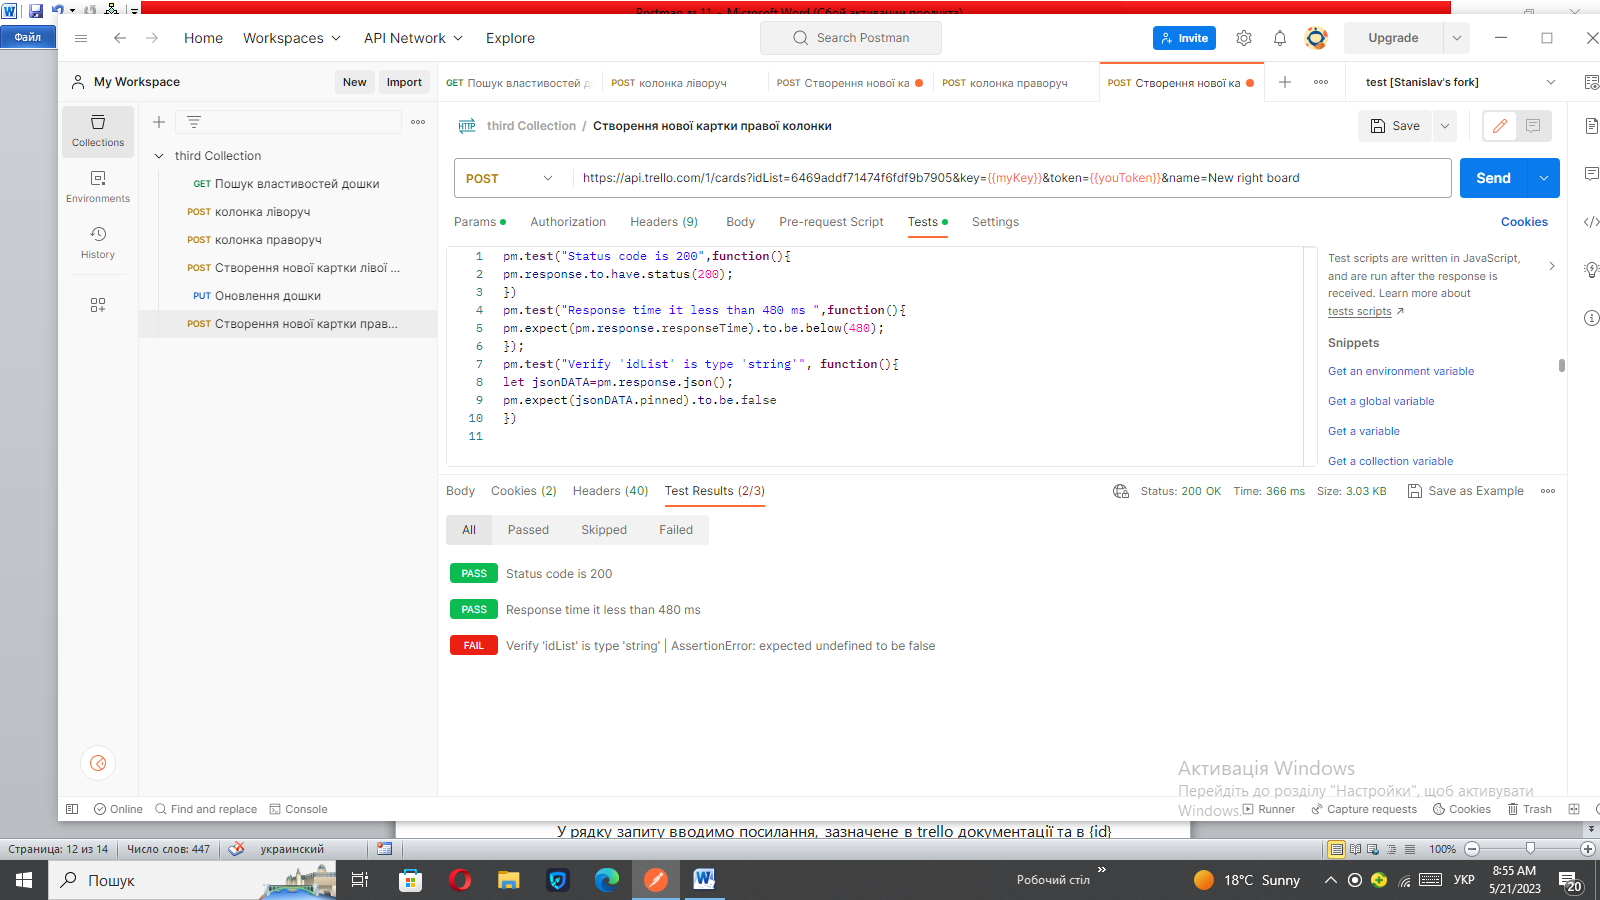 Файл
Postman дз 11 - Microsoft Word (Сбой активации продукта)
Home
Workspaces
API Network
Explore
Search Postman
Invite
Upgrade
My Workspace
New
Import
GET Пошук властивостей д
POST колонка ліворуч
POST Створення нової ка
POST колонка праворуч
POST Створення нової ка
test [Stanislav's fork]
Collections
Environments
History
third Collection
GET Пошук властивостей дошки
POST колонка ліворуч
POST колонка праворуч
POST Створення нової картки лівої ...
PUT Оновлення дошки
POST Створення нової картки прав...
HTTP
third Collection / Створення нової картки правої колонки
Save
POST
https://api.trello.com/1/cards?idList=6469addf71474f6fdf9b7905&key={{myKey}}&token={{youToken}}&name=New right board
Send
Params
Authorization
Headers (9)
Body
Pre-request Script
Tests
Settings
Cookies
1 pm.test("Status code is 200",function(){
2 pm.response.to.have.status(200);
3 })
4 pm.test("Response time it less than 480 ms ",function(){
5 pm.expect(pm.response.responseTime).to.be.below(480);
6 });
7 pm.test("Verify 'idList' is type 'string'", function(){
8 let jsonDATA=pm.response.json();
9 pm.expect(jsonDATA.pinned).to.be.false
10 })
11
Test scripts are written in JavaScript,
and are run after the response is
received. Learn more about
tests scripts
Snippets
Get an environment variable
Get a global variable
Get a variable
Get a collection variable
Body
Cookies (2)
Headers (40)
Test Results (2/3)
Status: 200 OK
Time: 366 ms
Size: 3.03 KB
Save as Example
All
Passed
Skipped
Failed
PASS Status code is 200
PASS Response time it less than 480 ms
FAIL Verify 'idList' is type 'string' | AssertionError: expected undefined to be false
Активація Windows
Перейдіть до розділу "Настройки", щоб активувати
Windows.
Online
Find and replace
Console
Runner
Capture requests
Cookies
Trash
У рядку запиту вводимо посилання, зазначене в trello документації та в {id}
Страница: 12 из 14
Число слов: 447
украинский
100%
Пошук
Робочий стіл
18°C Sunny
УКР
8:55 AM
5/21/2023
20